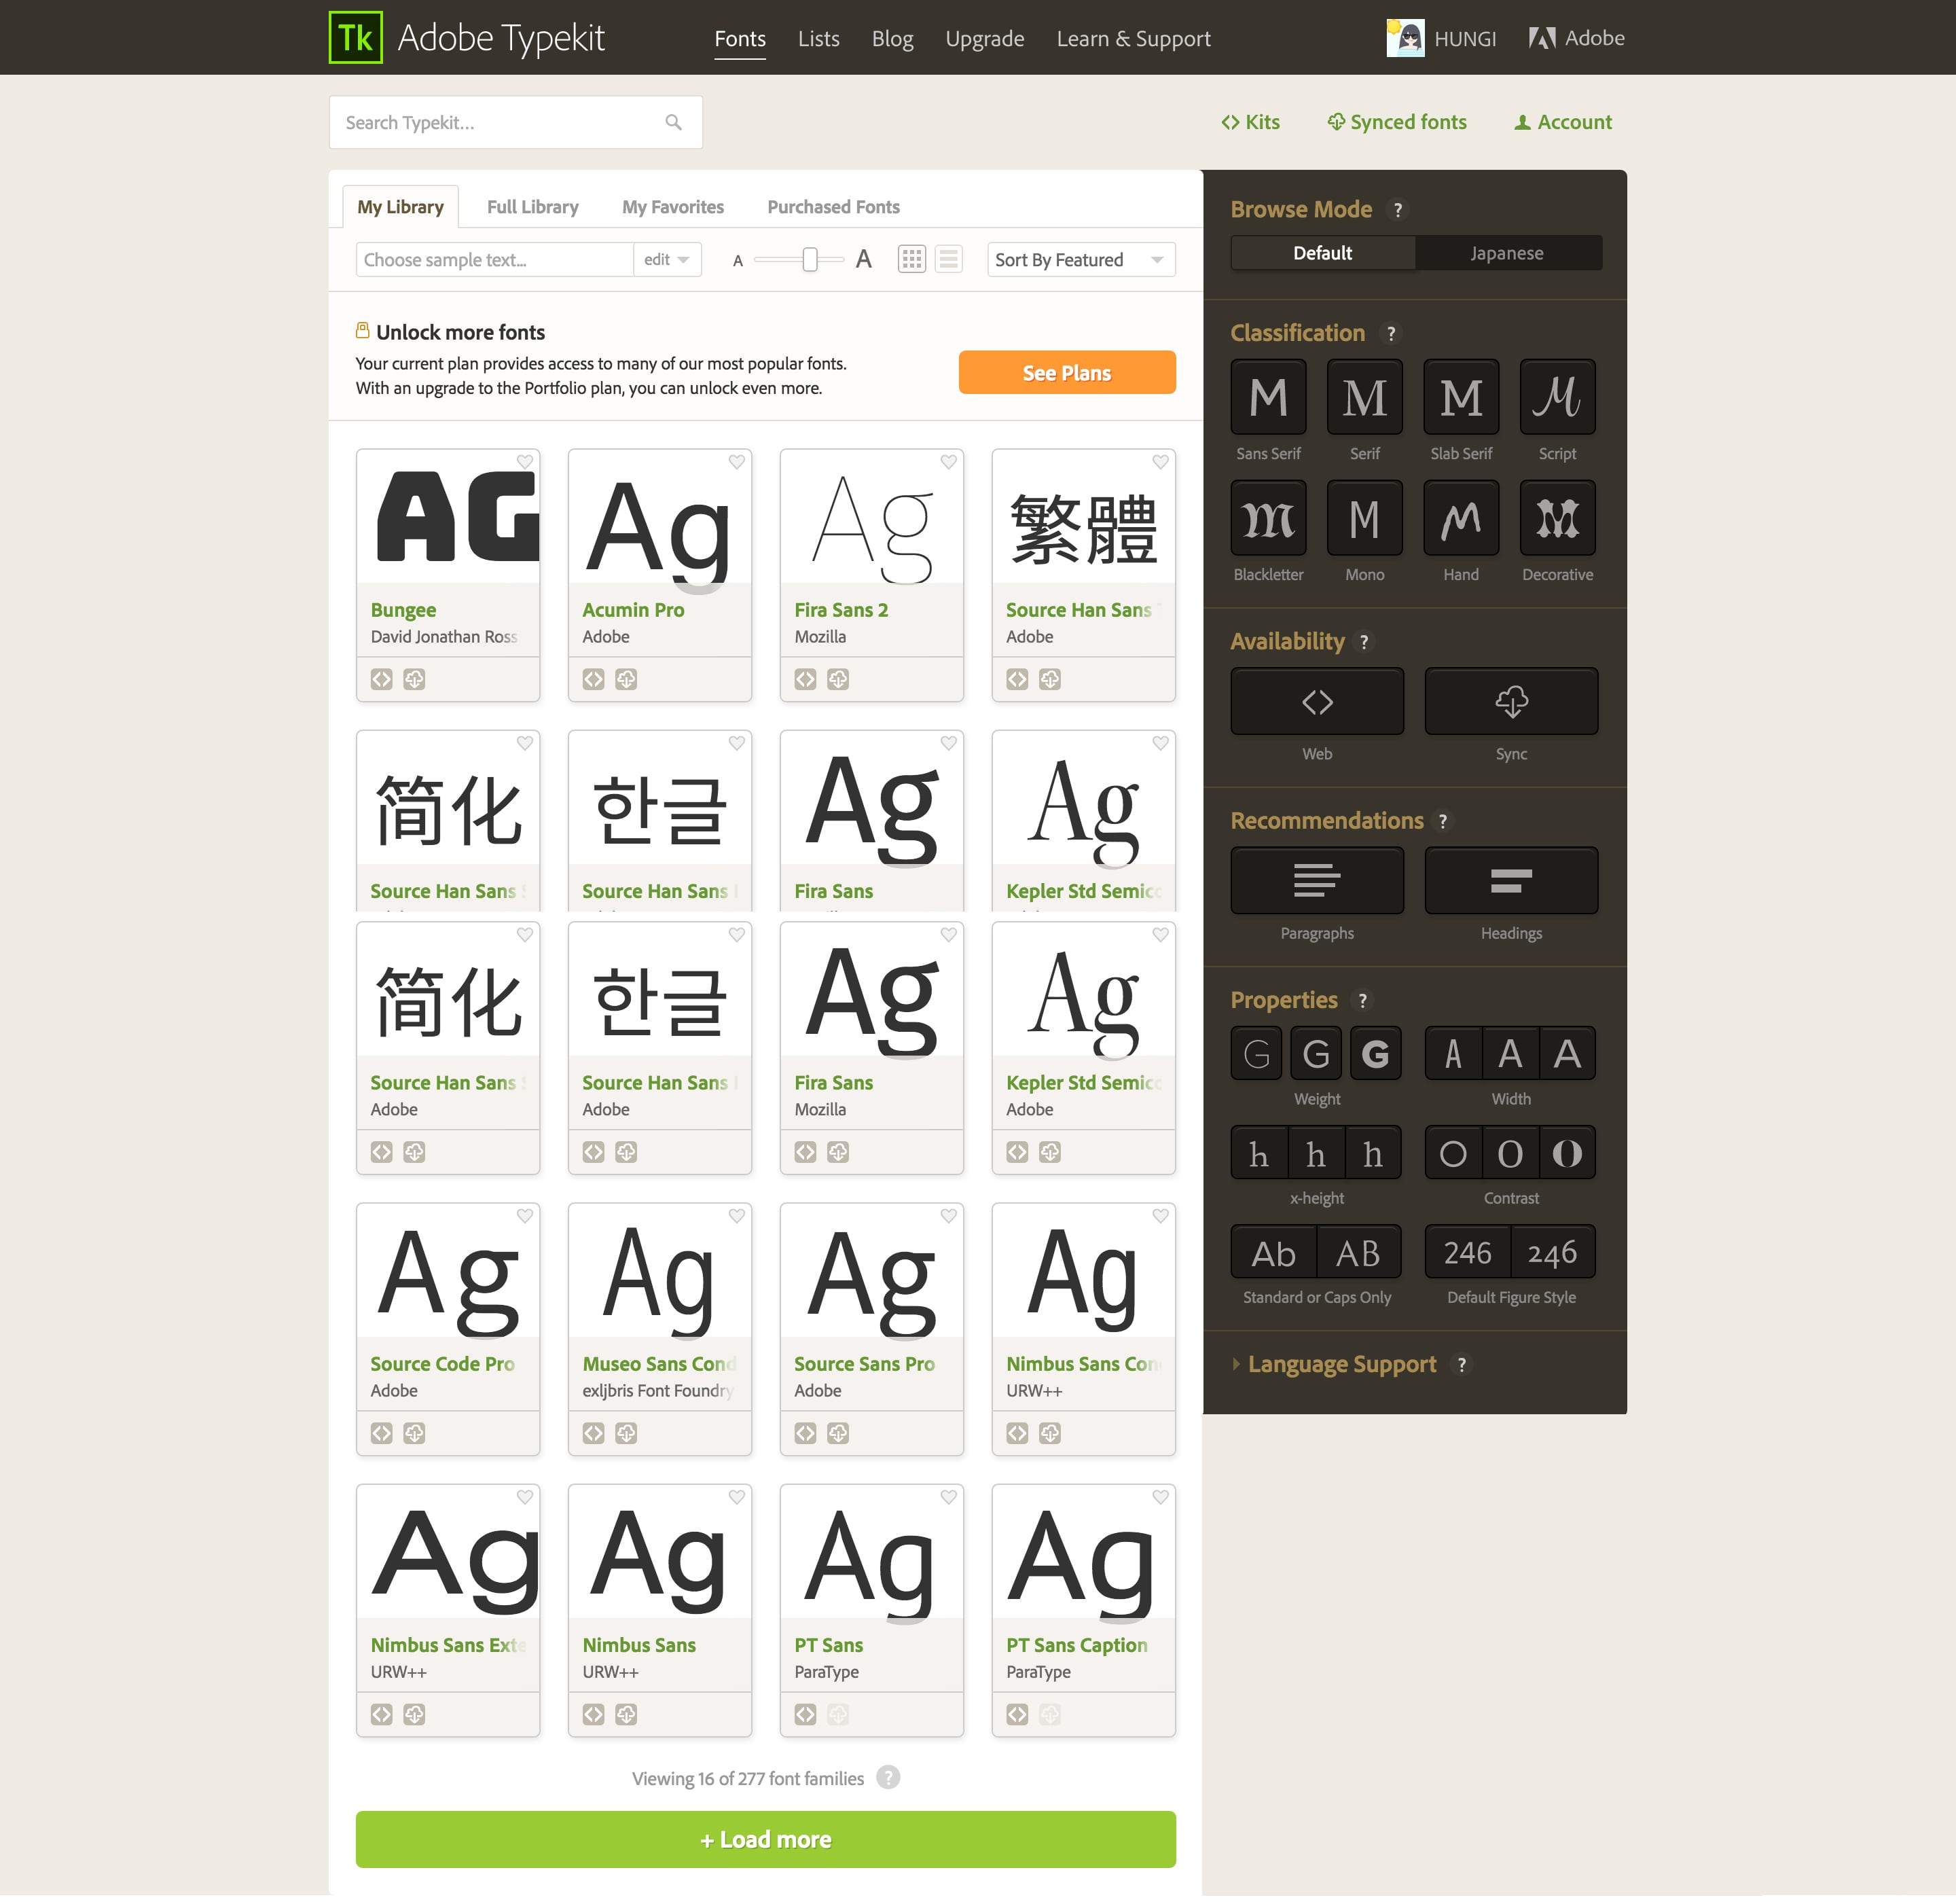 Tk Adobe Typekit
Fonts Lists Blog Upgrade Learn & Support
HUNGI Adobe
Search Typekit...
Kits Synced fonts Account
My Library Full Library My Favorites Purchased Fonts
Choose sample text... edit A A Sort By Featured
Unlock more fonts
Your current plan provides access to many of our most popular fonts.
With an upgrade to the Portfolio plan, you can unlock even more.
See Plans
AG Ag Ag 繁體
Bungee Acumin Pro Fira Sans 2 Source Han Sans
David Jonathan Ross Adobe Mozilla Adobe
简化 한글 Ag Ag
Source Han Sans Source Han Sans Fira Sans Kepler Std Semic
简化 한글 Ag Ag
Source Han Sans Source Han Sans Fira Sans Kepler Std Semic
Adobe Adobe Mozilla Adobe
Ag Ag Ag Ag
Source Code Pro Museo Sans Cond Source Sans Pro Nimbus Sans Con
Adobe exljbris Font Foundry Adobe URW++
Ag Ag Ag Ag
Nimbus Sans Exte Nimbus Sans PT Sans PT Sans Caption
URW++ URW++ ParaType ParaType
Viewing 16 of 277 font families ?
+ Load more
Browse Mode ?
Default Japanese
Classification ?
M M M M
Sans Serif Serif Slab Serif Script
M M M M
Blackletter Mono Hand Decorative
Availability ?
Web Sync
Recommendations ?
Paragraphs Headings
Properties ?
G G G A A A
Weight Width
h h h O O O
x-height Contrast
Ab AB 246 246
Standard or Caps Only Default Figure Style
Language Support ?